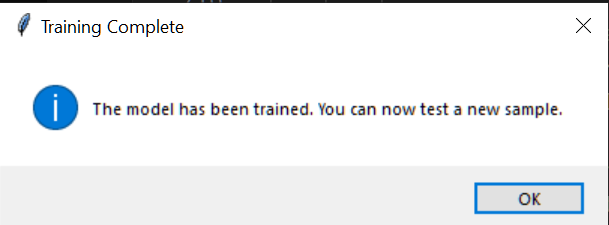 Training Complete
The model has been trained. You can now test a new sample.
OK